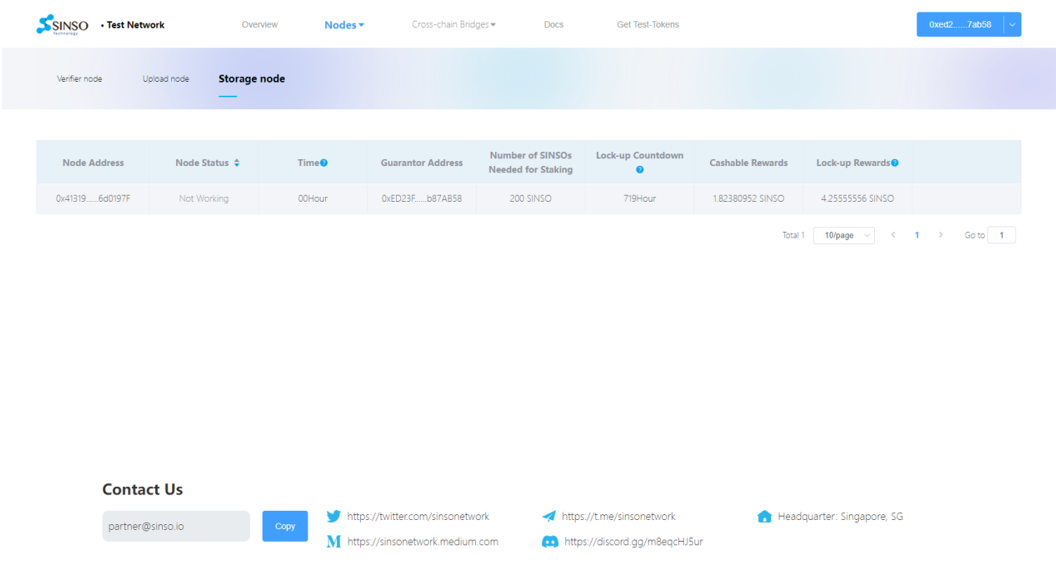 SINSO
Technology
• Test Network
Overview
Nodes
Cross-chain Bridges
Docs
Get Test-Tokens
0xed2......7ab58
Verifier node
Upload node
Storage node
Node Address
Node Status
Time
Guarantor Address
Number of SINSOs
Needed for Staking
Lock-up Countdown
Cashable Rewards
Lock-up Rewards
0x41319......6d0197F
Not Working
00Hour
0xED23F......b87AB58
200 SINSO
719Hour
1.82380952 SINSO
4.25555556 SINSO
Total 1
10/page
1
Go to
1
Contact Us
partner@sinso.io
Copy
https://twitter.com/sinsonetwork
https://t.me/sinsonetwork
Headquarter: Singapore, SG
https://sinsonetwork.medium.com
https://discord.gg/m8eqcHJ5ur